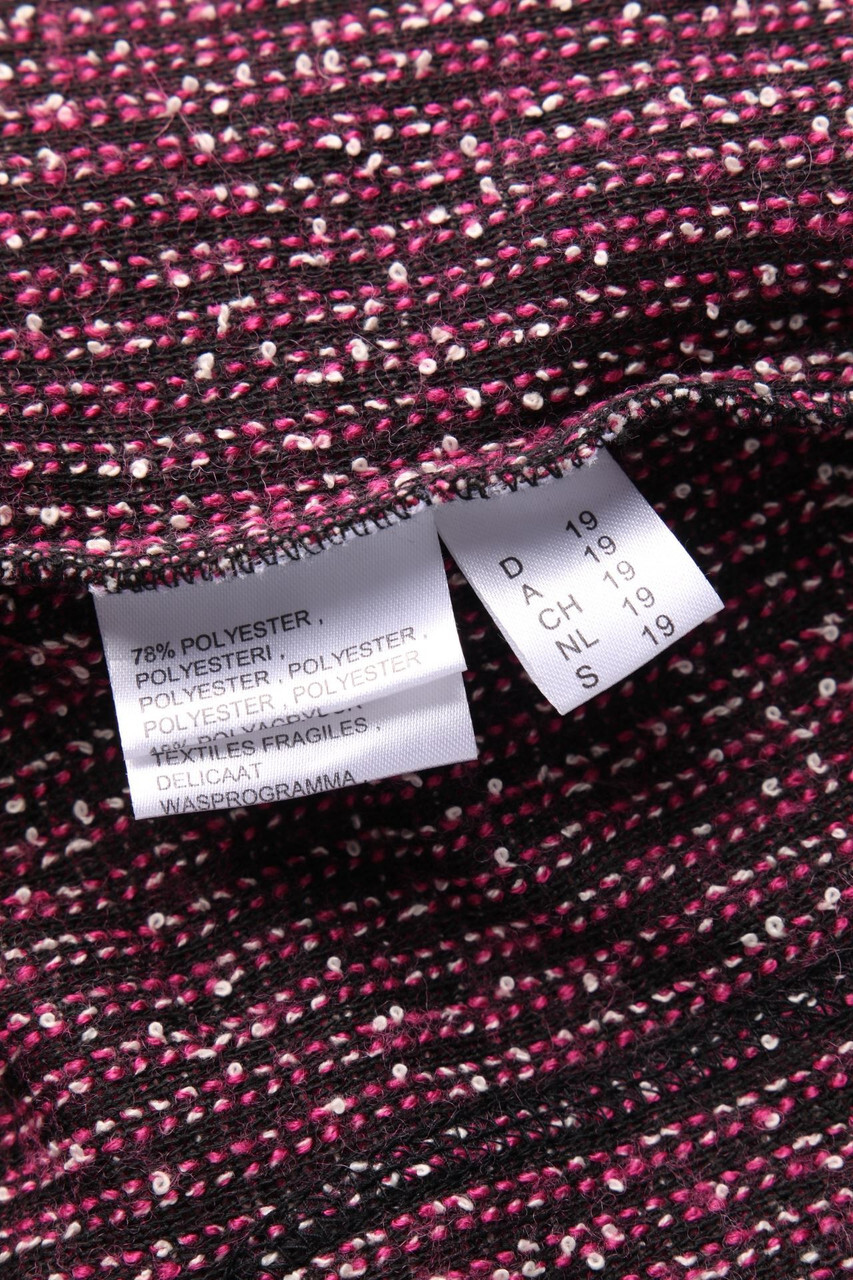 78% POLYESTER ,
POLYESTERI ,
POLYESTER , POLYESTER ,
POLYESTER , POLYESTER
TEXTILES FRAGILES ,
DELICAAT
WASPROGRAMMA ,
D 19
A 19
CH 19
NL 19
S 19